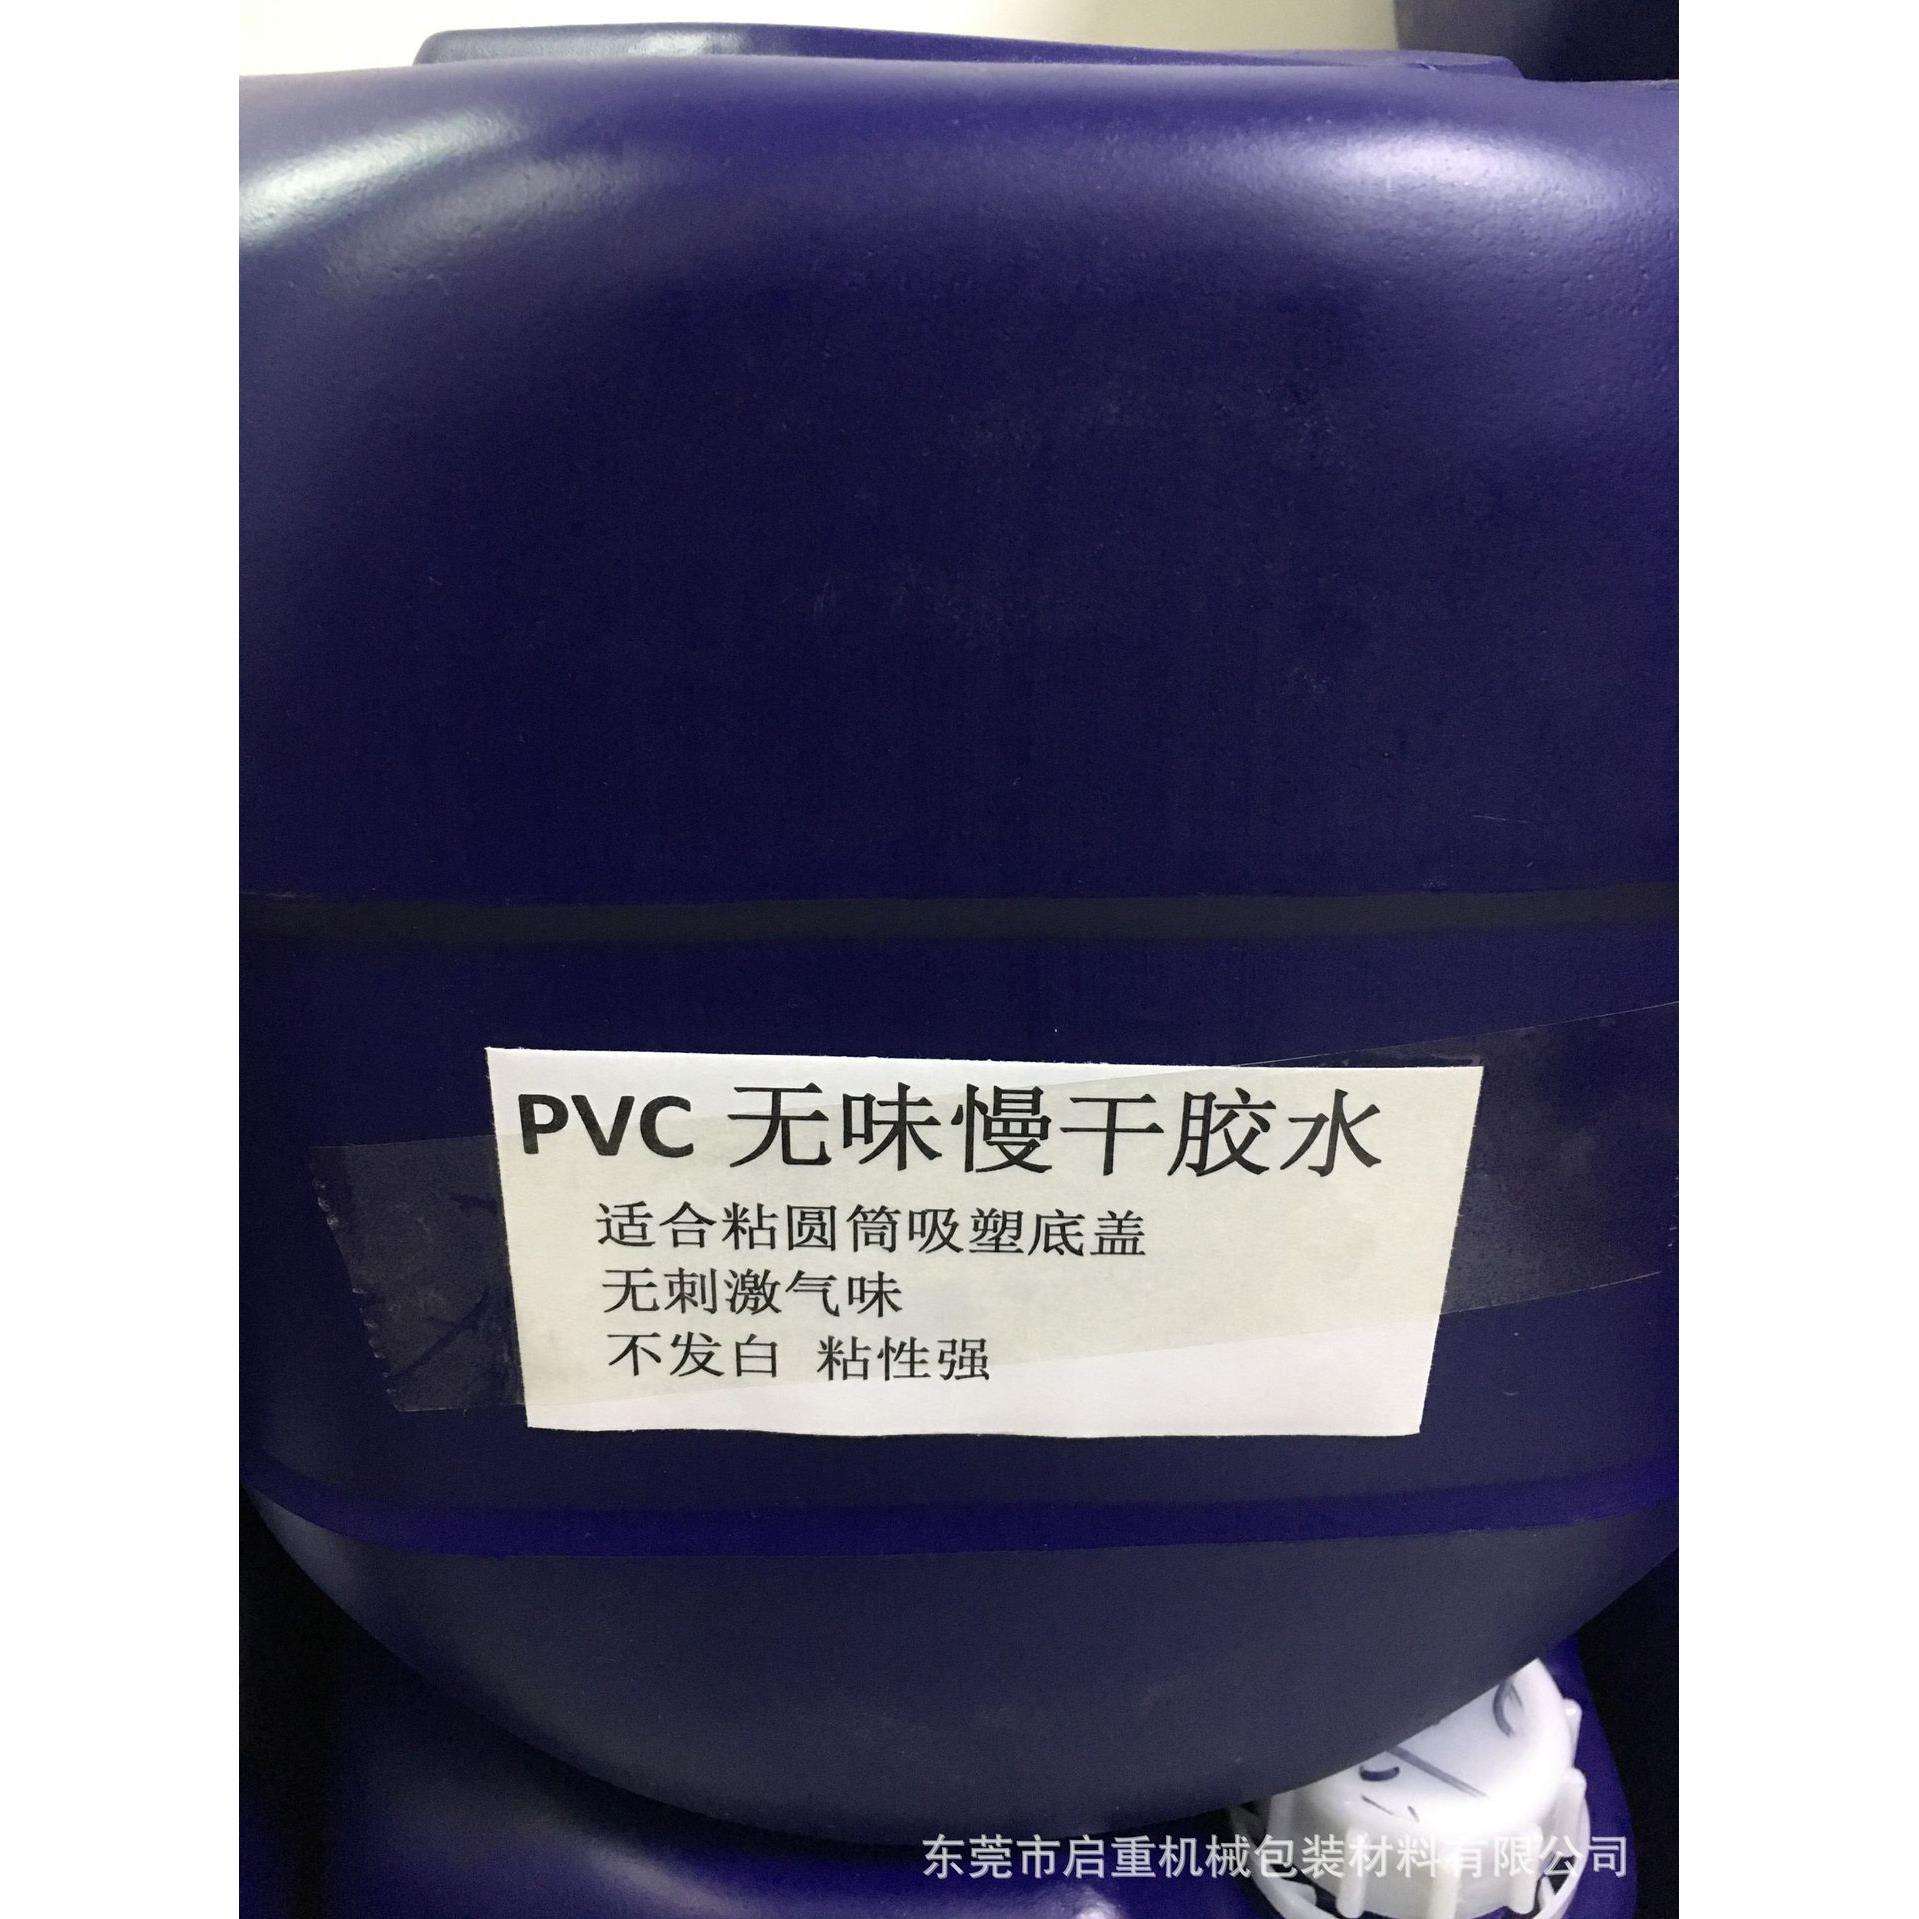 PVC 无味慢干胶水
适合粘圆筒吸塑底盖
无刺激气味
不发白 粘性强
东莞市启重机械包装材料有限公司